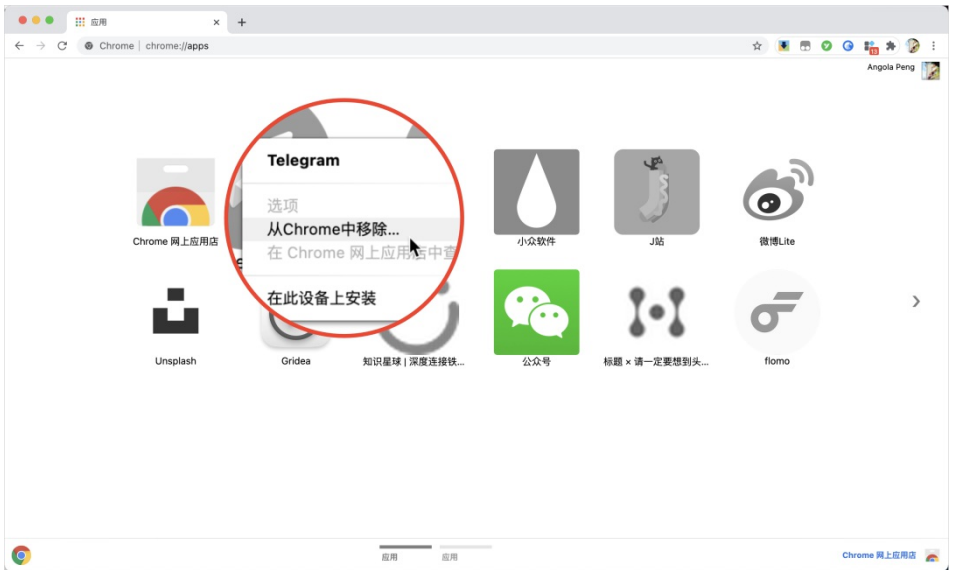 应用
Chrome
chrome://apps
13
Angola Peng
Telegram
选项
从Chrome中移除...
在 Chrome 网上应用店中查
在此设备上安装
Chrome 网上应用店
小众软件
J站
微博Lite
Unsplash
Gridea
知识星球 | 深度连接铁...
公众号
标题 × 请一定要想到头...
flomo
应用
应用
Chrome 网上应用店